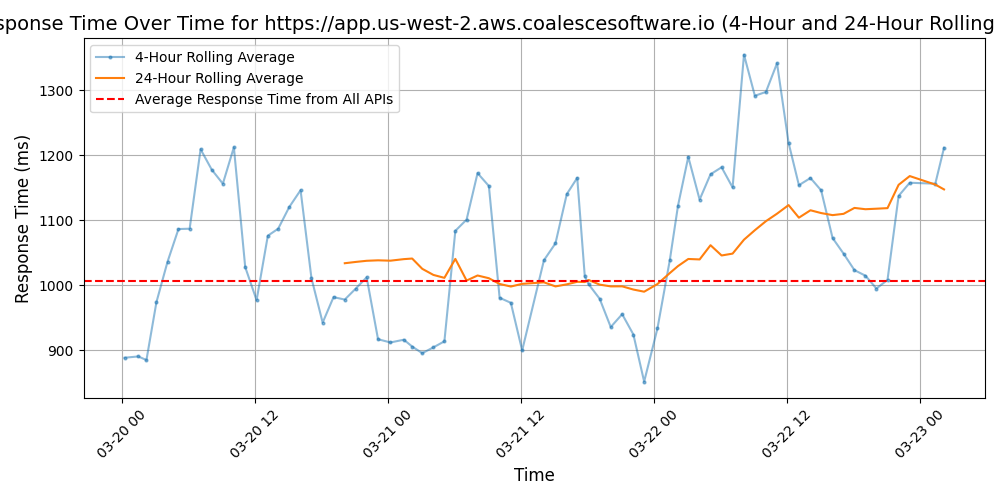 sponse Time Over Time for https://app.us-west-2.aws.coalescesoftware.io (4-Hour and 24-Hour Rolling
4-Hour Rolling Average
24-Hour Rolling Average
Average Response Time from All APIs
Response Time (ms)
1300
1200
1100
1000
900
03-20 00
03-20 12
03-21 00
03-21 12
03-22 00
03-22 12
03-23 00
Time